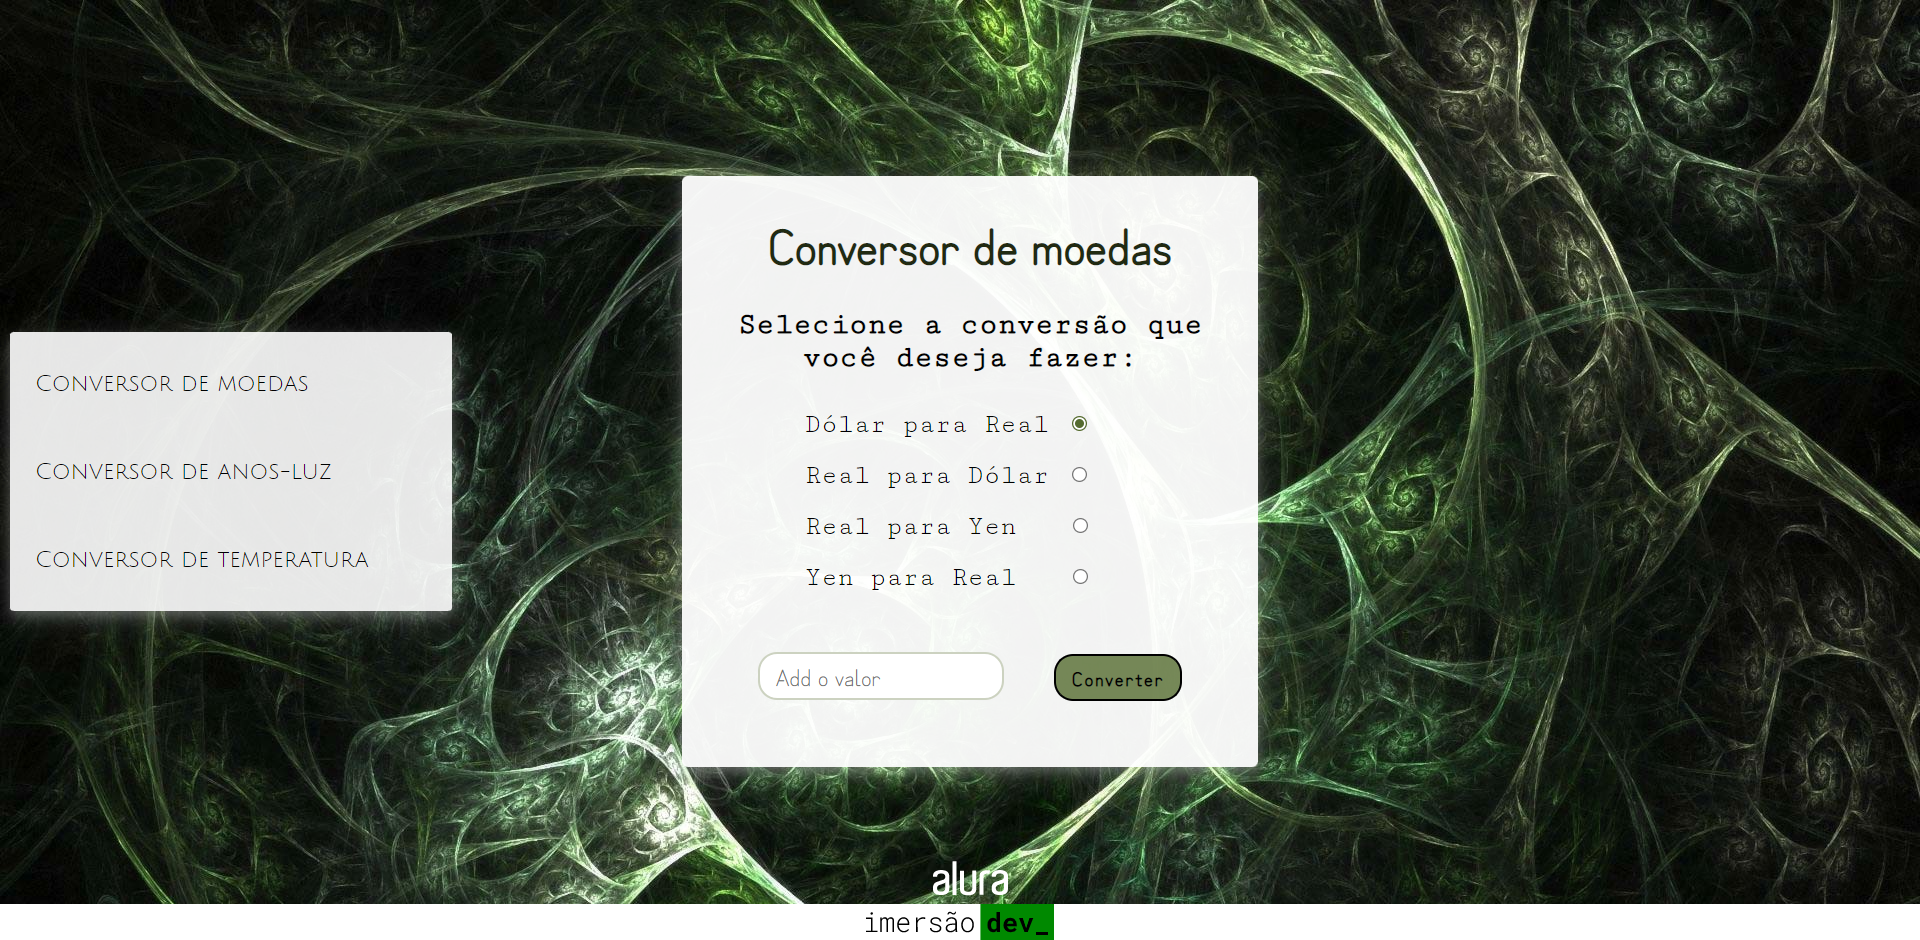 Conversor de moedas
Conversor de anos-luz
Conversor de temperatura
Conversor de moedas
Selecione a conversão que
você deseja fazer:
Dólar para Real
Real para Dólar
Real para Yen
Yen para Real
Add o valor
Converter
alura
imersão dev_